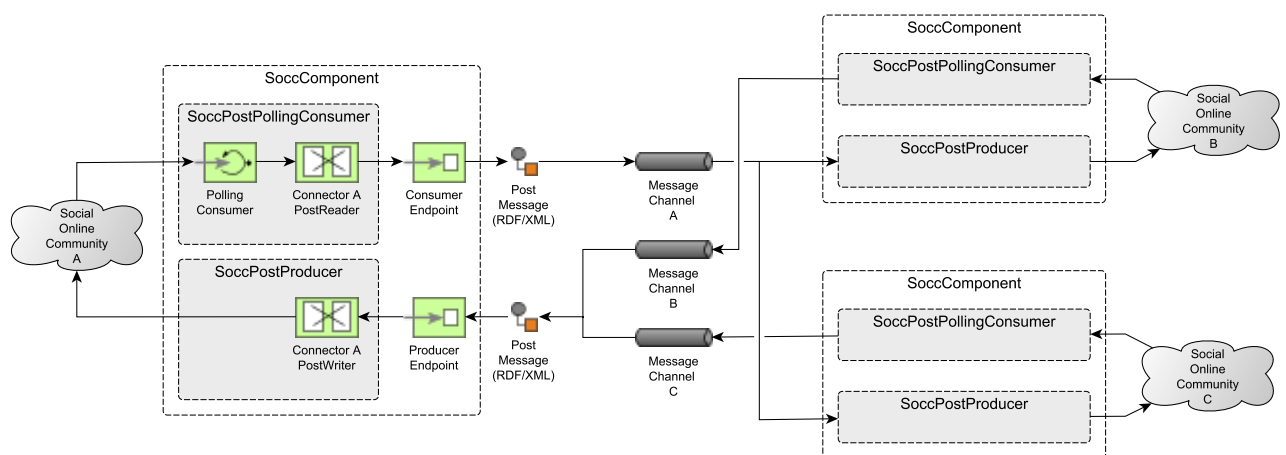 SoccComponent
SoccPostPollingConsumer
Polling
Consumer
Connector A
PostReader
Consumer
Endpoint
Post
Message
(RDF/XML)
Message
Channel
A
Social
Online
Community
A
SoccPostProducer
Connector A
PostWriter
Producer
Endpoint
Post
Message
(RDF/XML)
Message
Channel
B
Message
Channel
C
SoccComponent
SoccPostPollingConsumer
SoccPostProducer
Social
Online
Community
B
SoccComponent
SoccPostPollingConsumer
SoccPostProducer
Social
Online
Community
C